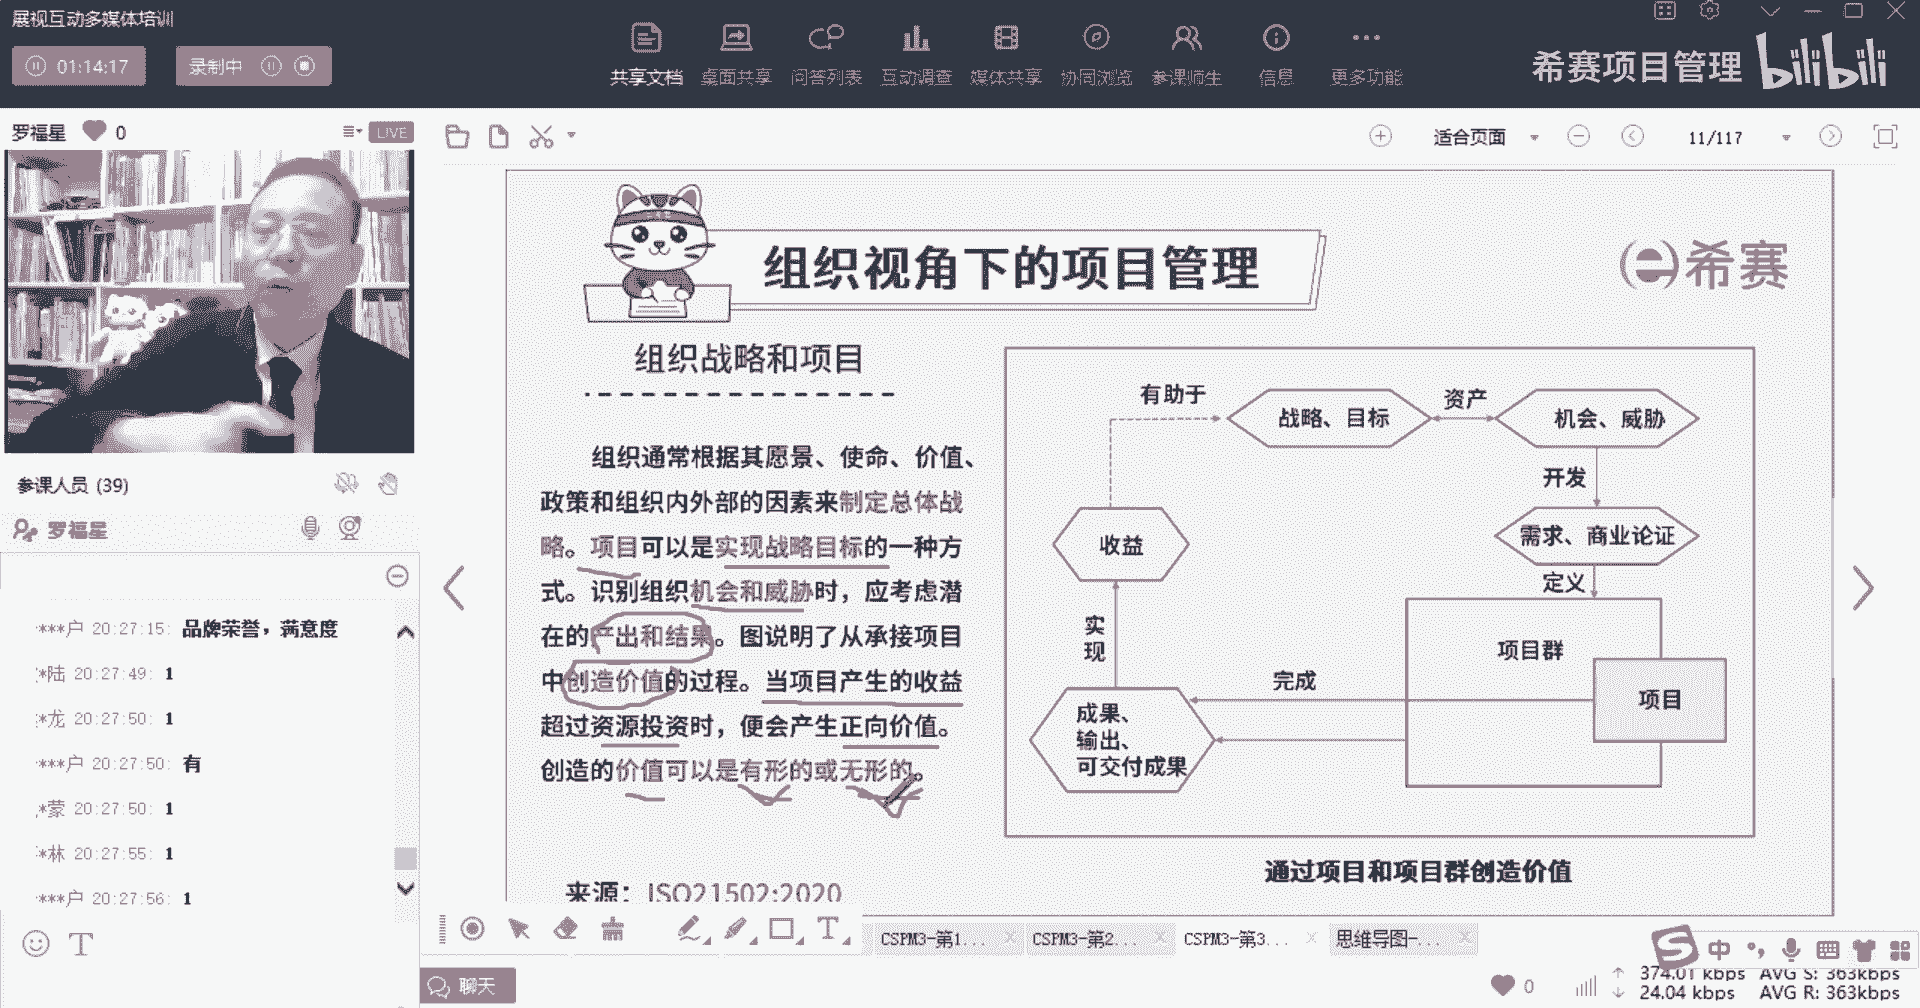 展视互动多媒体培训
01:14:17
录制中
共享文档
桌面共享
问答列表
互动调查
媒体共享
协同浏览
参课师生
信息
更多功能
希赛项目管理
bilibili
罗福星 0
LIVE
适合页面
11/117
组织视角下的项目管理
希赛
组织战略和项目
组织通常根据其愿景、使命、价值、
政策和组织内外部的因素来制定总体战
略。项目可以是实现战略目标的一种方
式。识别组织机会和威胁时，应考虑潜
在的产出和结果。图说明了从承接项目
中创造价值的过程。当项目产生的收益
超过资源投资时，便会产生正向价值。
创造的价值可以是有形的或无形的。
来源：ISO21502:2020
有助于
战略、目标
资产
机会、威胁
开发
需求、商业论证
定义
收益
实现
项目群
项目
完成
成果、
输出、
可交付成果
通过项目和项目群创造价值
参课人员 (39)
罗福星
***户 20:27:15: 品牌荣誉，满意度
*陆 20:27:49: 1
*龙 20:27:50: 1
***户 20:27:50: 有
*蒙 20:27:50: 1
*林 20:27:55: 1
***户 20:27:56: 1
T
T
CSPM3-第1...
CSPM3-第2...
CSPM3-第3...
思维导图-...
聊天
S 中
0
374.01 kbps AVG S: 363kbps
24.04 kbps AVG R: 363kbps